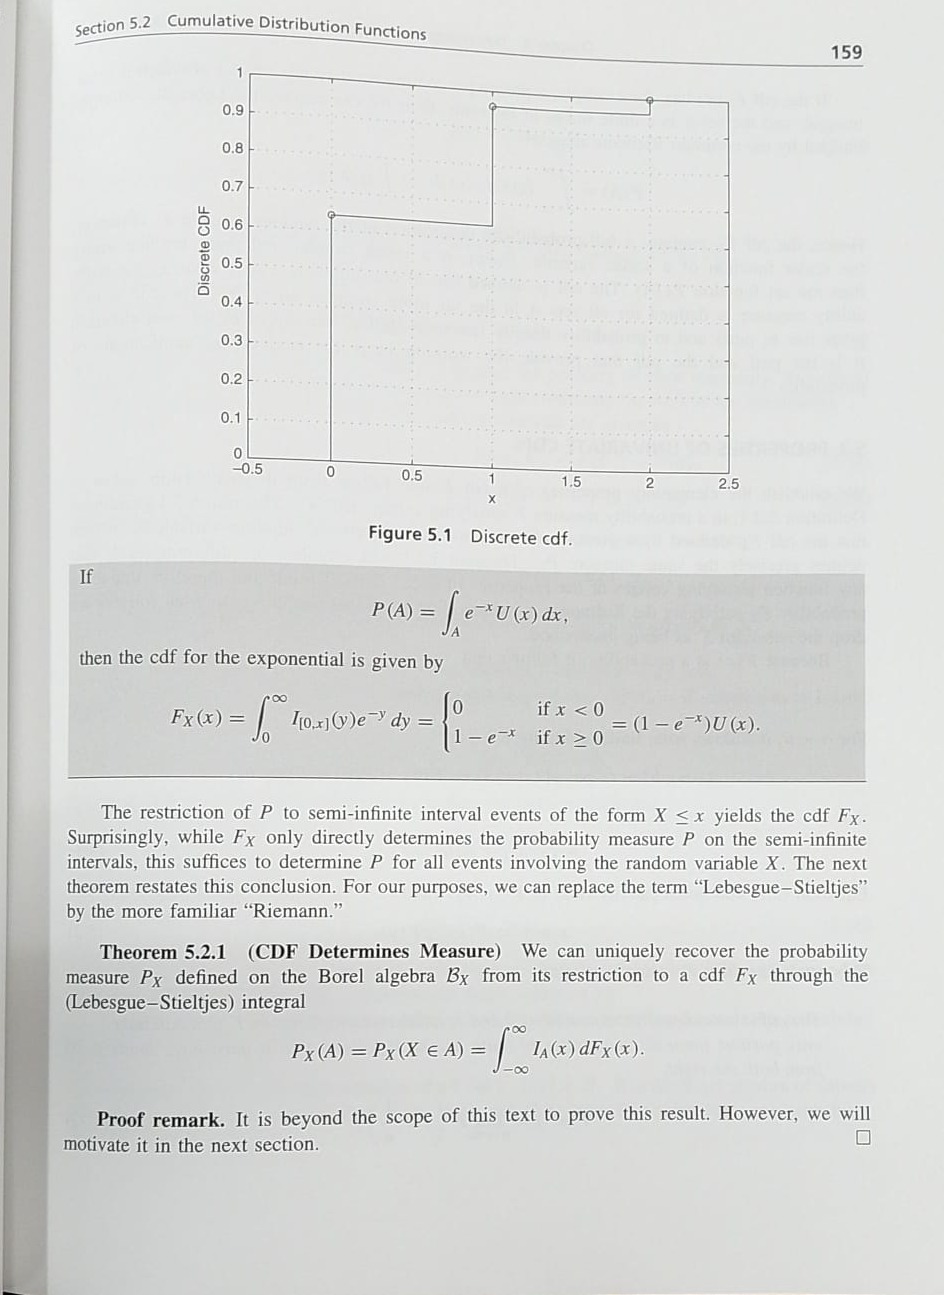 Section 5.2 Cumulative Distribution Functions
159
1
0.9
0.8
0.7
0.6
0.5
0.4
0.3
0.2
0.1
0
Discrete CDF
−0.5 0 0.5 1 1.5 2 2.5
x
Figure 5.1 Discrete cdf.
If
P(A) = ∫_A e^{−x} U(x) dx,
then the cdf for the exponential is given by
F_X(x) = ∫_0^∞ I_{[0,x]}(y)e^{−y} dy = { 0 if x < 0; 1 − e^{−x} if x ≥ 0 = (1 − e^{−x})U(x).
The restriction of P to semi-infinite interval events of the form X ≤ x yields the cdf F_X.
Surprisingly, while F_X only directly determines the probability measure P on the semi-infinite
intervals, this suffices to determine P for all events involving the random variable X. The next
theorem restates this conclusion. For our purposes, we can replace the term “Lebesgue–Stieltjes”
by the more familiar “Riemann.”
Theorem 5.2.1 (CDF Determines Measure) We can uniquely recover the probability
measure P_X defined on the Borel algebra B_X from its restriction to a cdf F_X through the
(Lebesgue–Stieltjes) integral
P_X(A) = P_X(X ∈ A) = ∫_{−∞}^{∞} I_A(x) dF_X(x).
Proof remark. It is beyond the scope of this text to prove this result. However, we will
motivate it in the next section. □